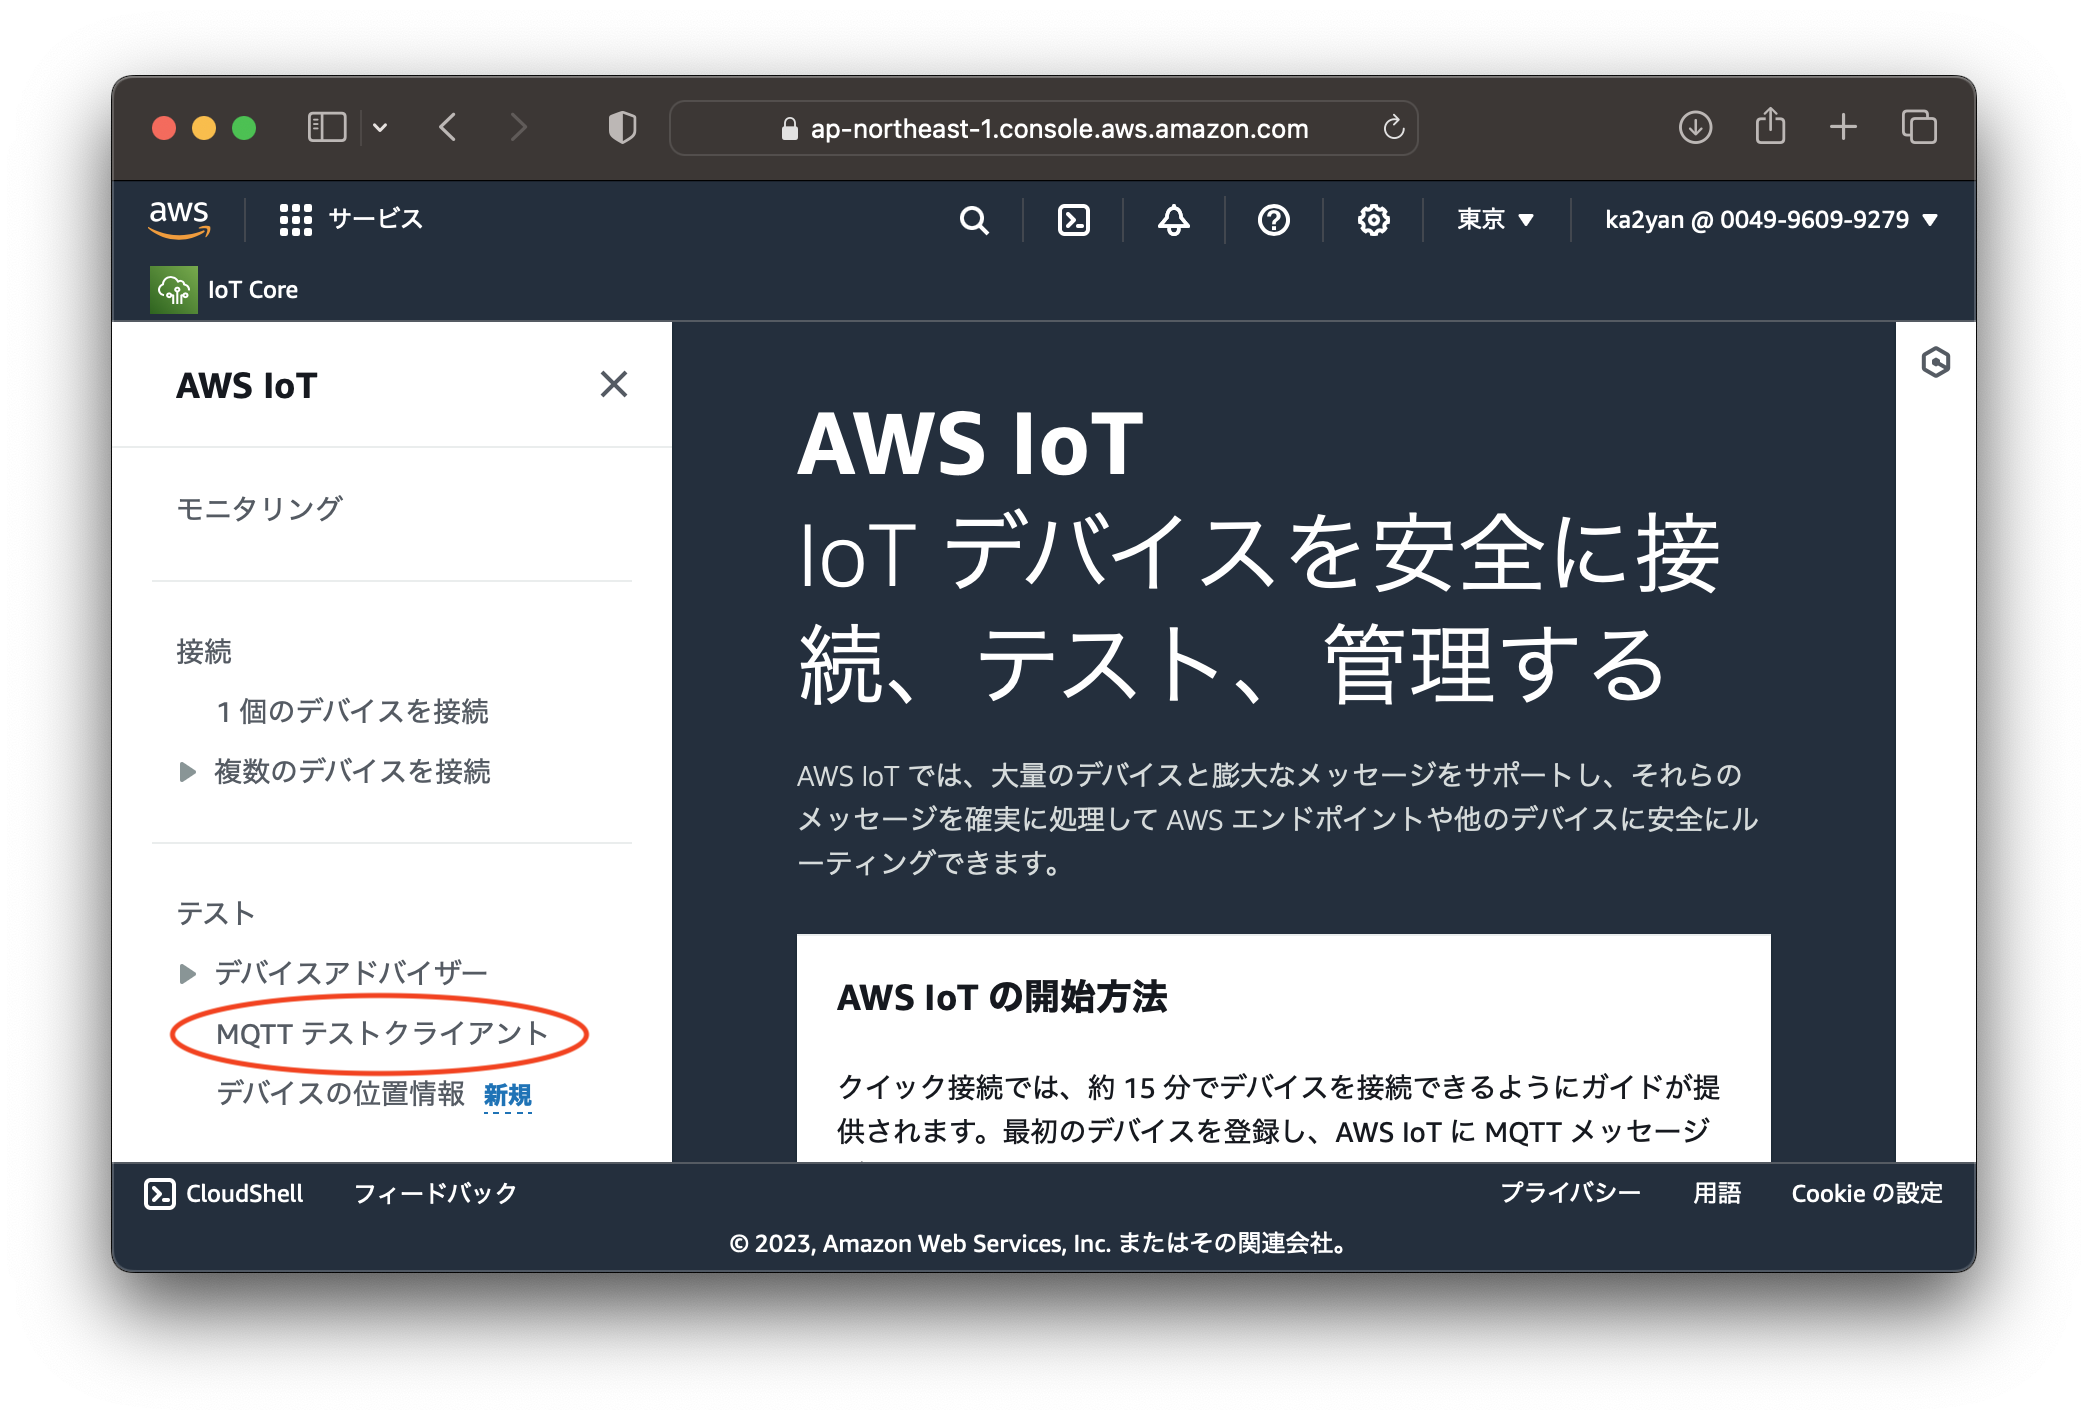 ap-northeast-1.console.aws.amazon.com
aws
サービス
東京
ka2yan @ 0049-9609-9279
IoT Core
AWS IoT
モニタリング
接続
1 個のデバイスを接続
複数のデバイスを接続
テスト
デバイスアドバイザー
MQTT テストクライアント
デバイスの位置情報 新規
AWS IoT
IoT デバイスを安全に接
続、テスト、管理する
AWS IoT では、大量のデバイスと膨大なメッセージをサポートし、それらの
メッセージを確実に処理して AWS エンドポイントや他のデバイスに安全にル
ーティングできます。
AWS IoT の開始方法
クイック接続では、約 15 分でデバイスを接続できるようにガイドが提
供されます。最初のデバイスを登録し、AWS IoT に MQTT メッセージ
CloudShell
フィードバック
プライバシー
用語
Cookie の設定
© 2023, Amazon Web Services, Inc. またはその関連会社。